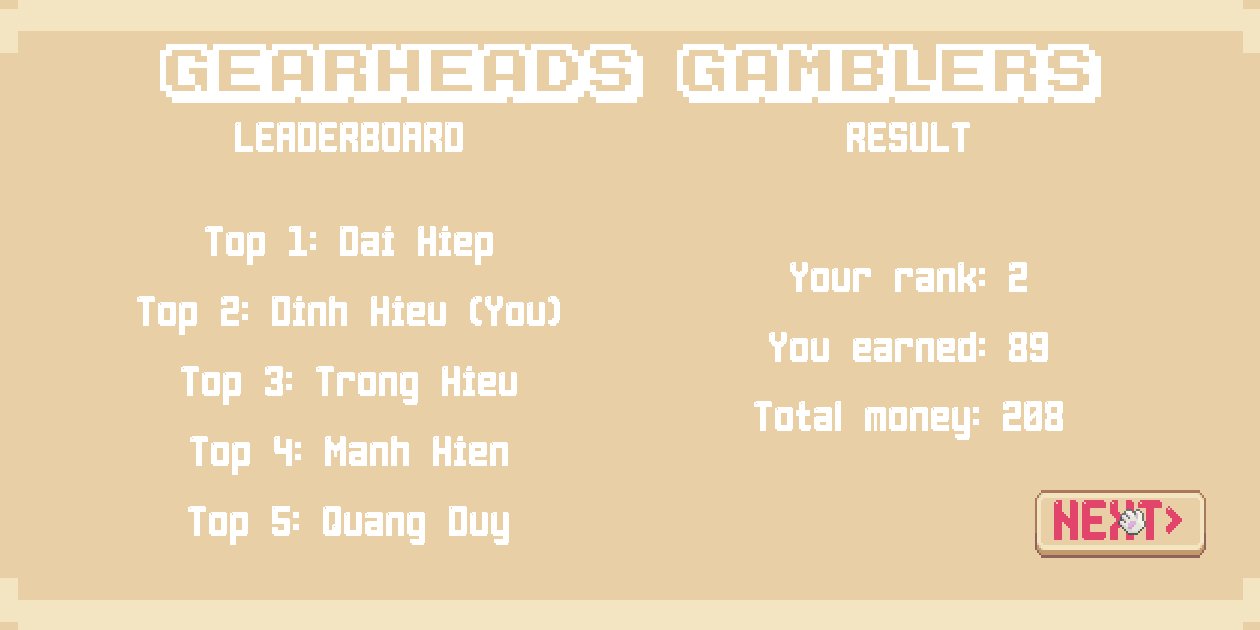 GEARHEADS GAMBLERS
LEADERBOARD
Top 1: Dai Hiep
Top 2: Dinh Hieu (You)
Top 3: Trong Hieu
Top 4: Manh Hien
Top 5: Quang Duy
RESULT
Your rank: 2
You earned: 89
Total money: 208
NEXT>